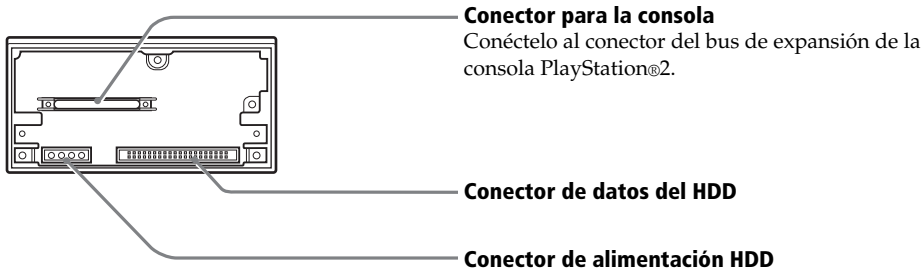 Conector para la consola
Conéctelo al conector del bus de expansión de la
consola PlayStation®2.
Conector de datos del HDD
Conector de alimentación HDD